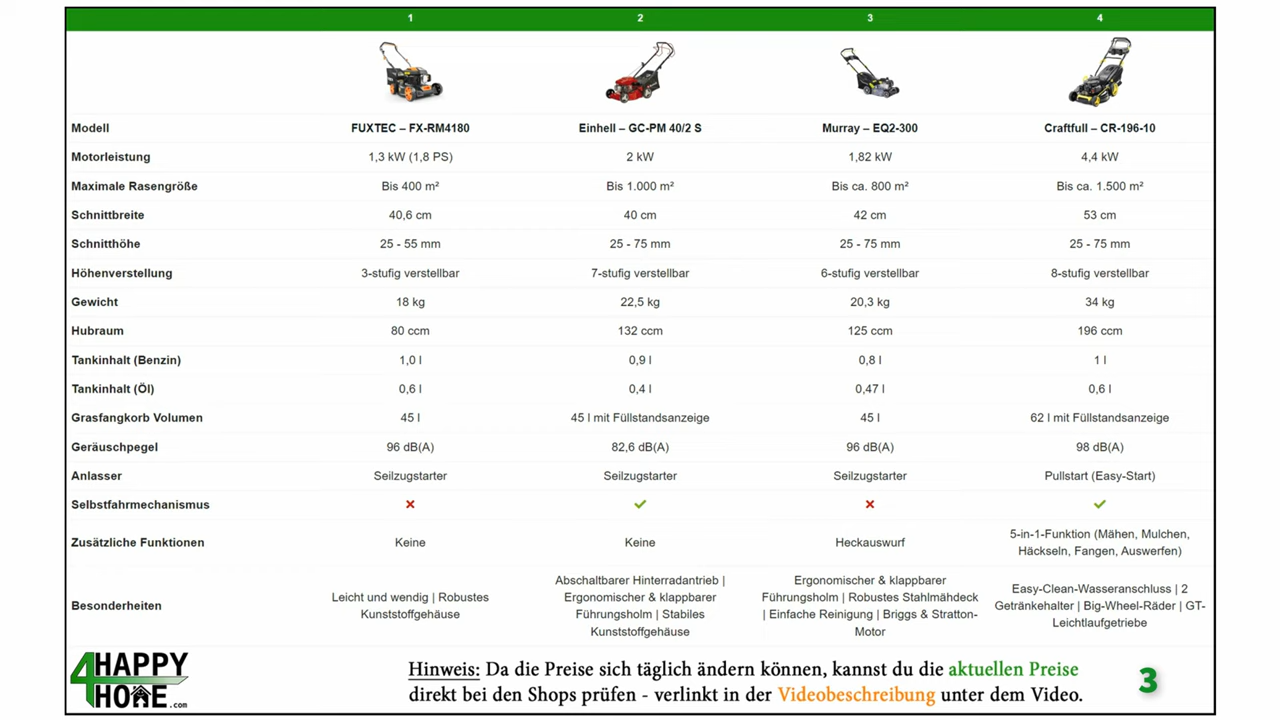 1 2 3 4
Modell FUXTEC – FX-RM4180 Einhell – GC-PM 40/2 S Murray – EQ2-300 Craftfull – CR-196-10
Motorleistung 1,3 kW (1,8 PS) 2 kW 1,82 kW 4,4 kW
Maximale Rasengröße Bis 400 m² Bis 1.000 m² Bis ca. 800 m² Bis ca. 1.500 m²
Schnittbreite 40,6 cm 40 cm 42 cm 53 cm
Schnitthöhe 25 - 55 mm 25 - 75 mm 25 - 75 mm 25 - 75 mm
Höhenverstellung 3-stufig verstellbar 7-stufig verstellbar 6-stufig verstellbar 8-stufig verstellbar
Gewicht 18 kg 22,5 kg 20,3 kg 34 kg
Hubraum 80 ccm 132 ccm 125 ccm 196 ccm
Tankinhalt (Benzin) 1,0 l 0,9 l 0,8 l 1 l
Tankinhalt (Öl) 0,6 l 0,4 l 0,47 l 0,6 l
Grasfangkorb Volumen 45 l 45 l mit Füllstandsanzeige 45 l 62 l mit Füllstandsanzeige
Geräuschpegel 96 dB(A) 82,6 dB(A) 96 dB(A) 98 dB(A)
Anlasser Seilzugstarter Seilzugstarter Seilzugstarter Pullstart (Easy-Start)
Selbstfahrmechanismus
Zusätzliche Funktionen Keine Keine Heckauswurf 5-in-1-Funktion (Mähen, Mulchen,
Häckseln, Fangen, Auswerfen)
Besonderheiten
Leicht und wendig | Robustes
Kunststoffgehäuse
Abschaltbarer Hinterradantrieb |
Ergonomischer & klappbarer
Führungsholm | Stabiles
Kunststoffgehäuse
Ergonomischer & klappbarer
Führungsholm | Robustes Stahlmähdeck
| Einfache Reinigung | Briggs & Stratton-
Motor
Easy-Clean-Wasseranschluss | 2
Getränkehalter | Big-Wheel-Räder | GT-
Leichtlaufgetriebe
4HAPPY
HOME.com
Hinweis: Da die Preise sich täglich ändern können, kannst du die aktuellen Preise
direkt bei den Shops prüfen - verlinkt in der Videobeschreibung unter dem Video.
3